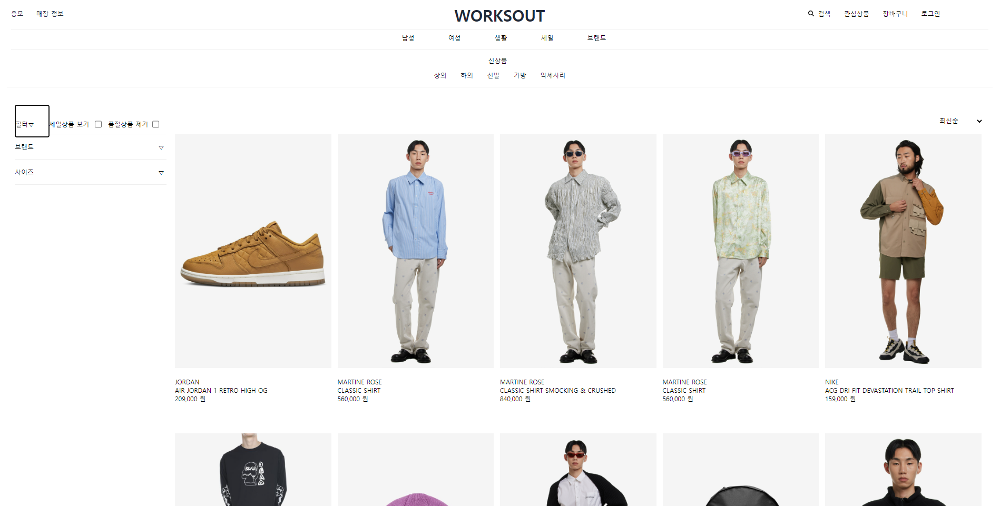 응모 매장 정보 WORKSOUT 검색 관심상품 장바구니 로그인
남성 여성 생활 세일 브랜드
신상품
상의 하의 신발 가방 악세사리
필터▽ 세일상품 보기 품절상품 제거 최신순
브랜드 ▽
사이즈 ▽
JORDAN
AIR JORDAN 1 RETRO HIGH OG
209,000 원
MARTINE ROSE
CLASSIC SHIRT
560,000 원
MARTINE ROSE
CLASSIC SHIRT SMOCKING & CRUSHED
840,000 원
MARTINE ROSE
CLASSIC SHIRT
560,000 원
NIKE
ACG DRI FIT DEVASTATION TRAIL TOP SHIRT
159,000 원
BRAIN
DEAD